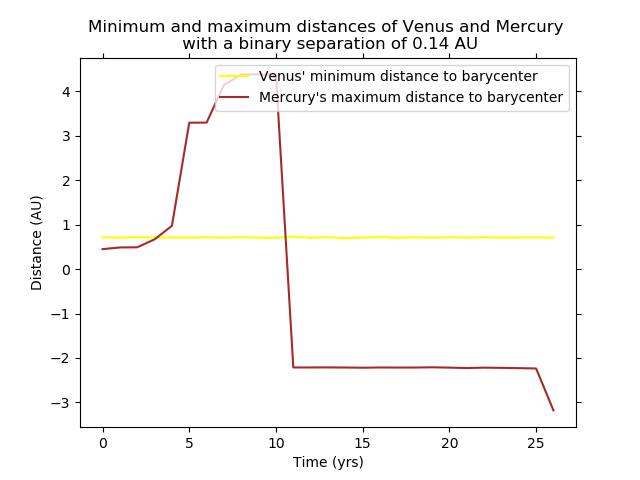 Minimum and maximum distances of Venus and Mercury
with a binary separation of 0.14 AU
Venus' minimum distance to barycenter
Mercury's maximum distance to barycenter
4
3
2
1
0
−1
−2
−3
Distance (AU)
0 5 10 15 20 25
Time (yrs)